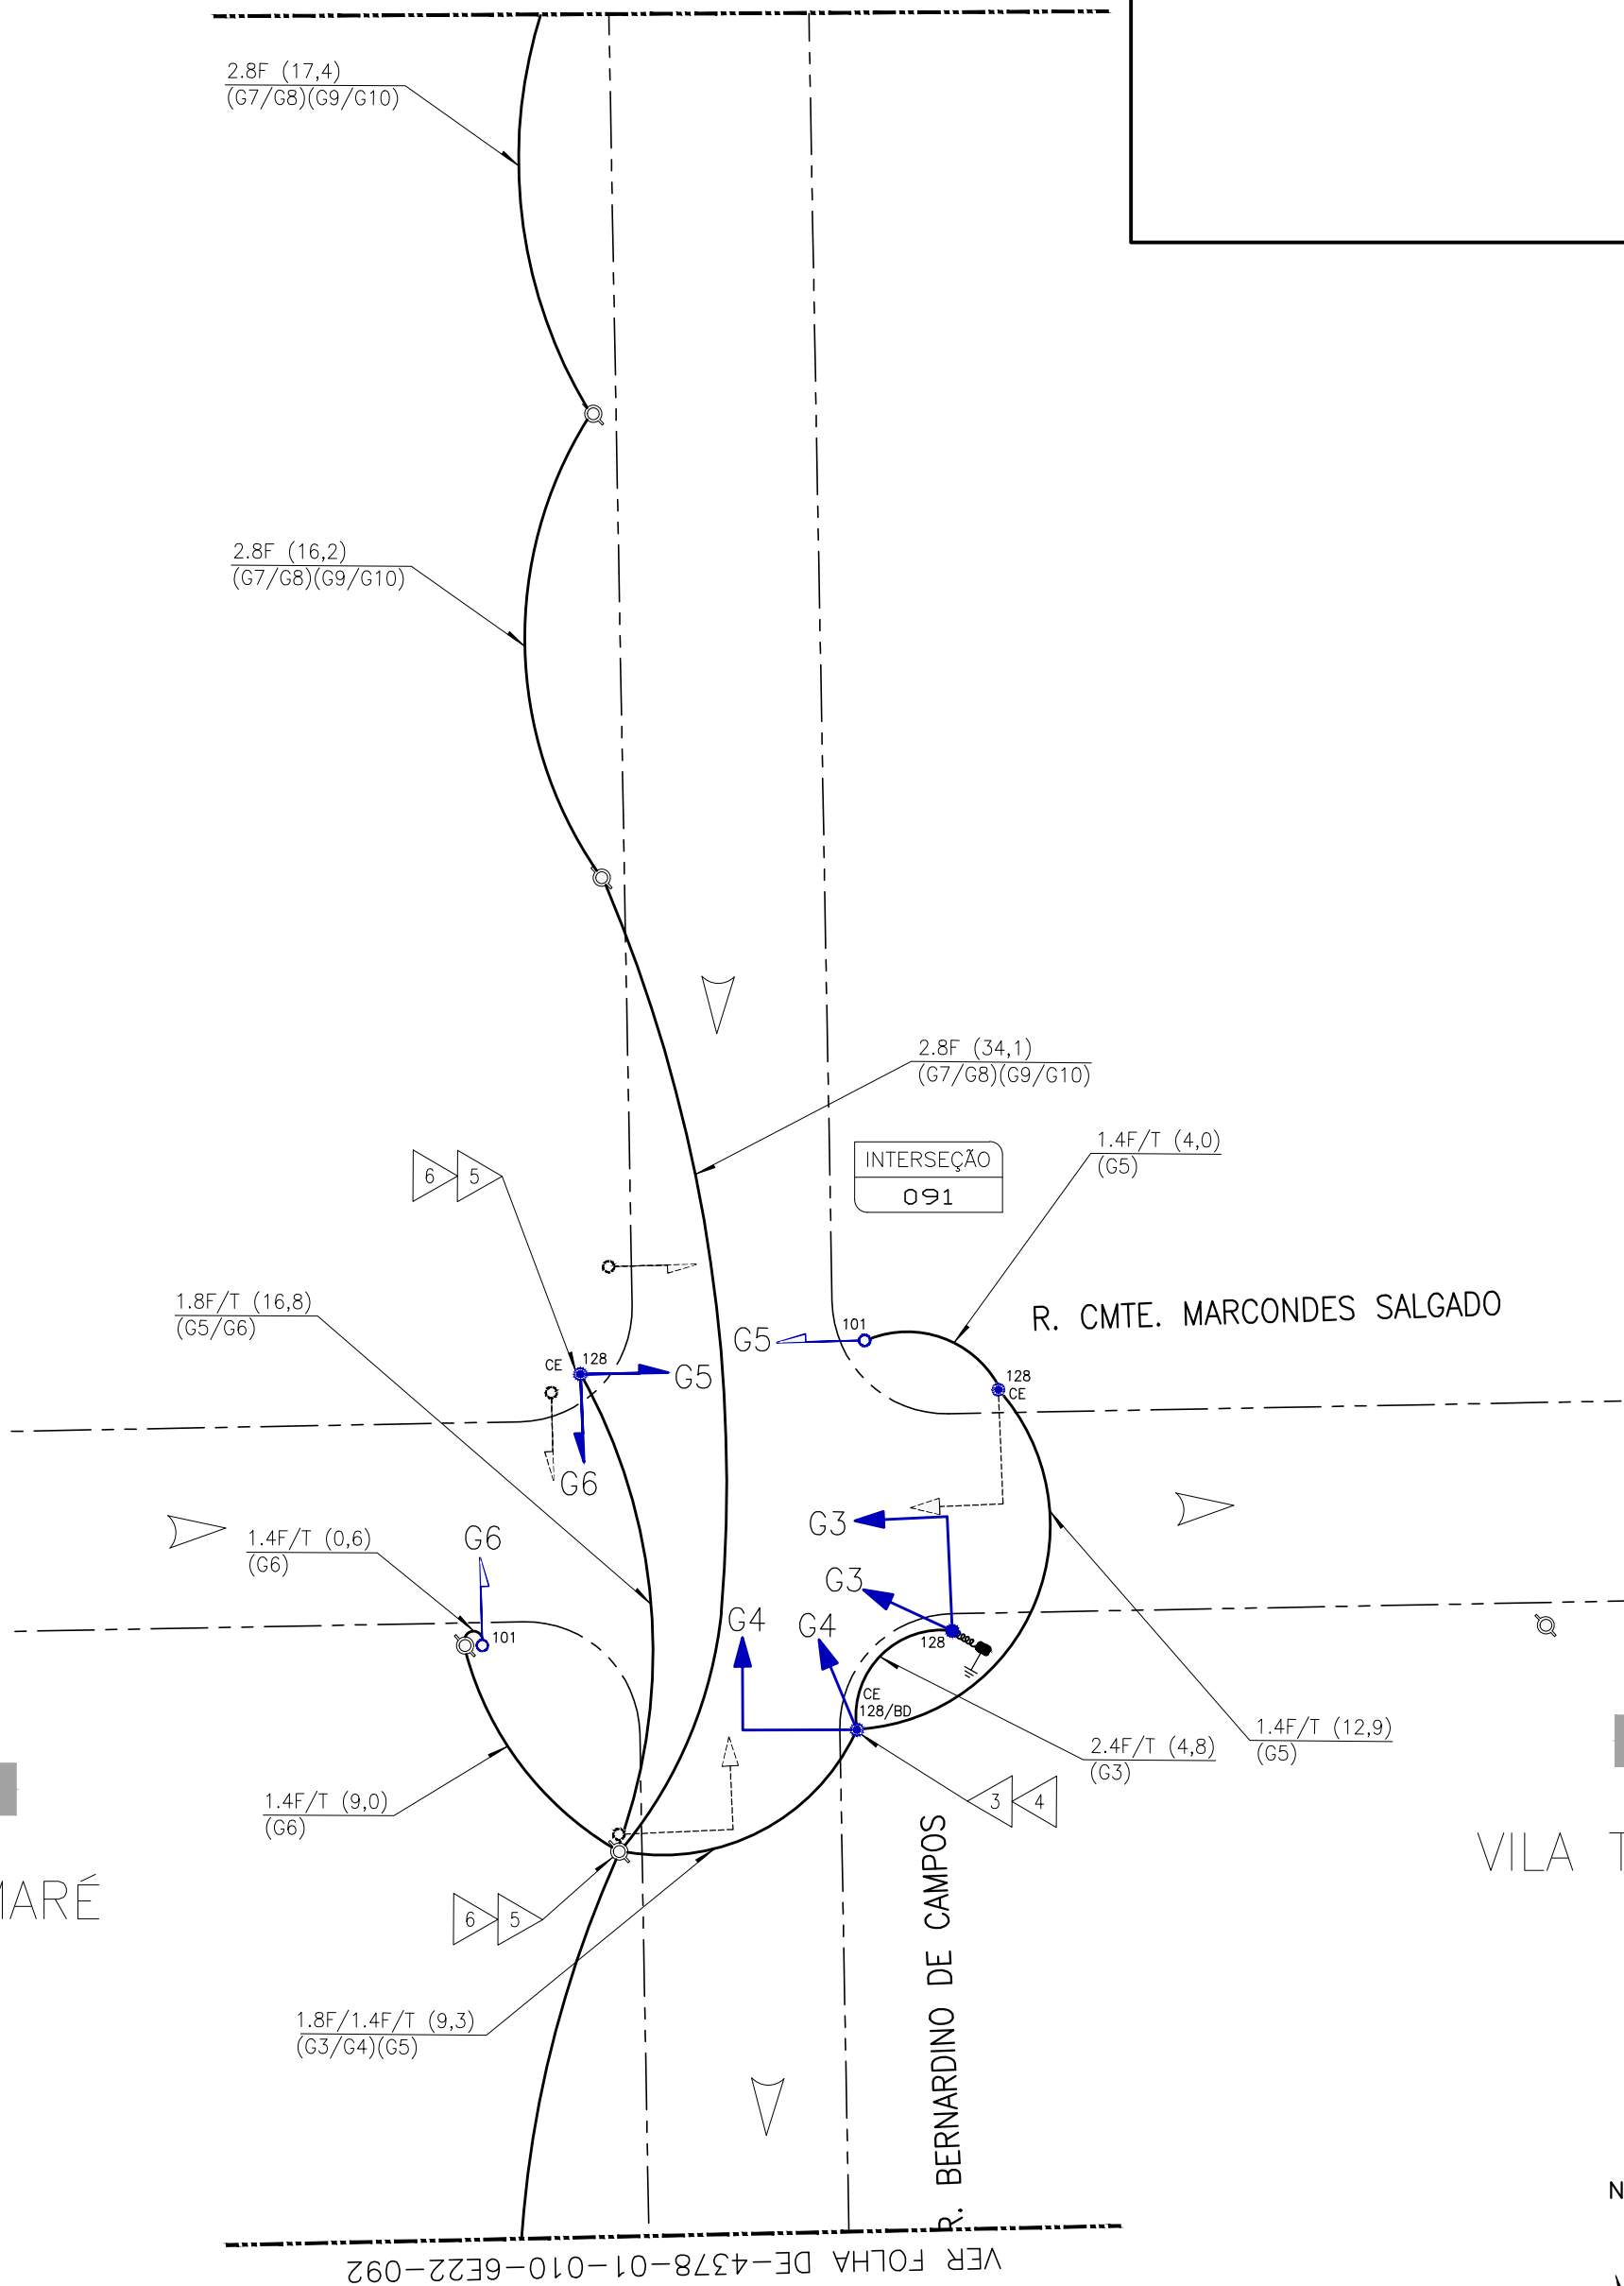 2.8F (17,4)
(G7/G8)(G9/G10)
2.8F (16,2)
(G7/G8)(G9/G10)
2.8F (34,1)
(G7/G8)(G9/G10)
1.4F/T (4,0)
(G5)
INTERSEÇÃO
091
6 5
1.8F/T (16,8)
(G5/G6)
R. CMTE. MARCONDES SALGADO
G5
101
CE 128
G5
128
CE
G6
G3
1.4F/T (0,6)
(G6)
G6
G3
G4
G4
101
128
CE
128/BD
1.4F/T (12,9)
(G5)
2.4F/T (4,8)
(G3)
1.4F/T (9,0)
(G6)
3 4
VILA
MARÉ
6 5
R. BERNARDINO DE CAMPOS
1.8F/1.4F/T (9,3)
(G3/G4)(G5)
N
VER FOLHA DE-4378-01-010-6E22-092